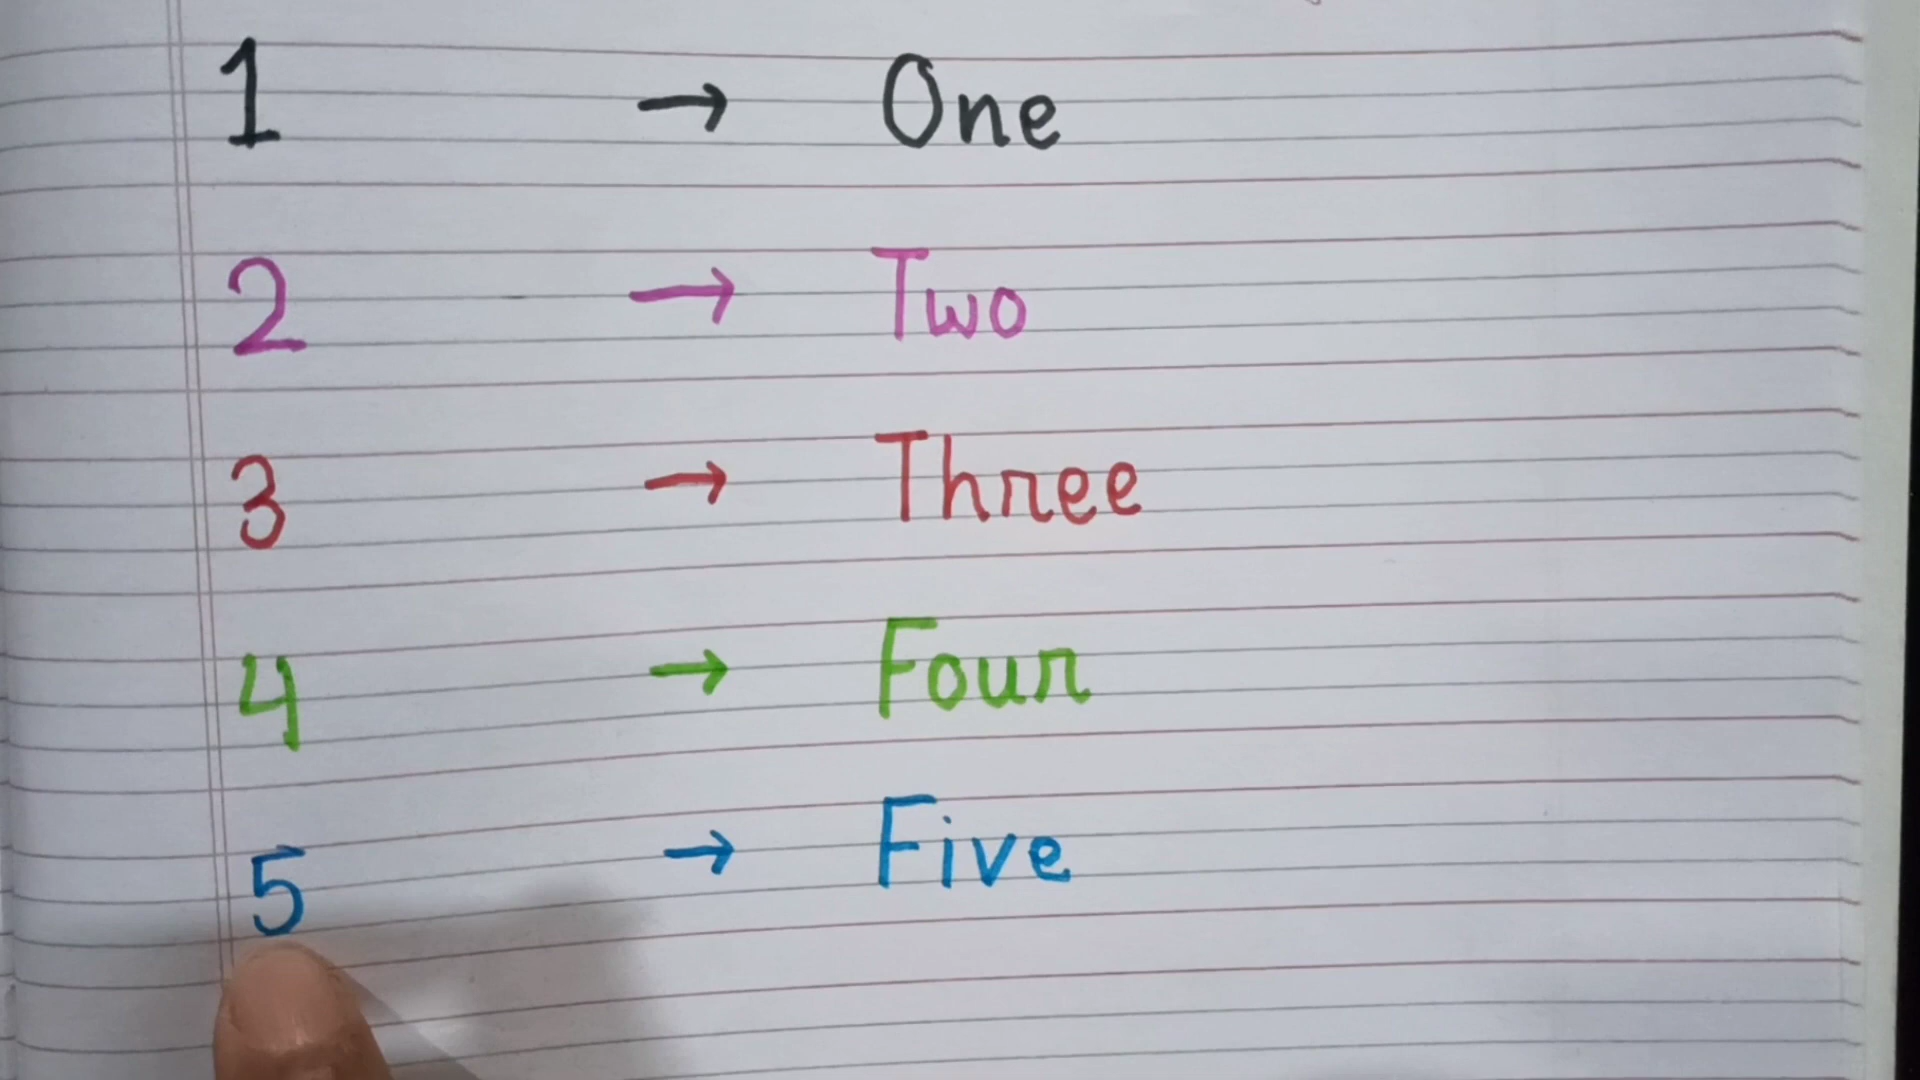 1 → One
2 → Two
3 → Three
4 → Four
5 → Five